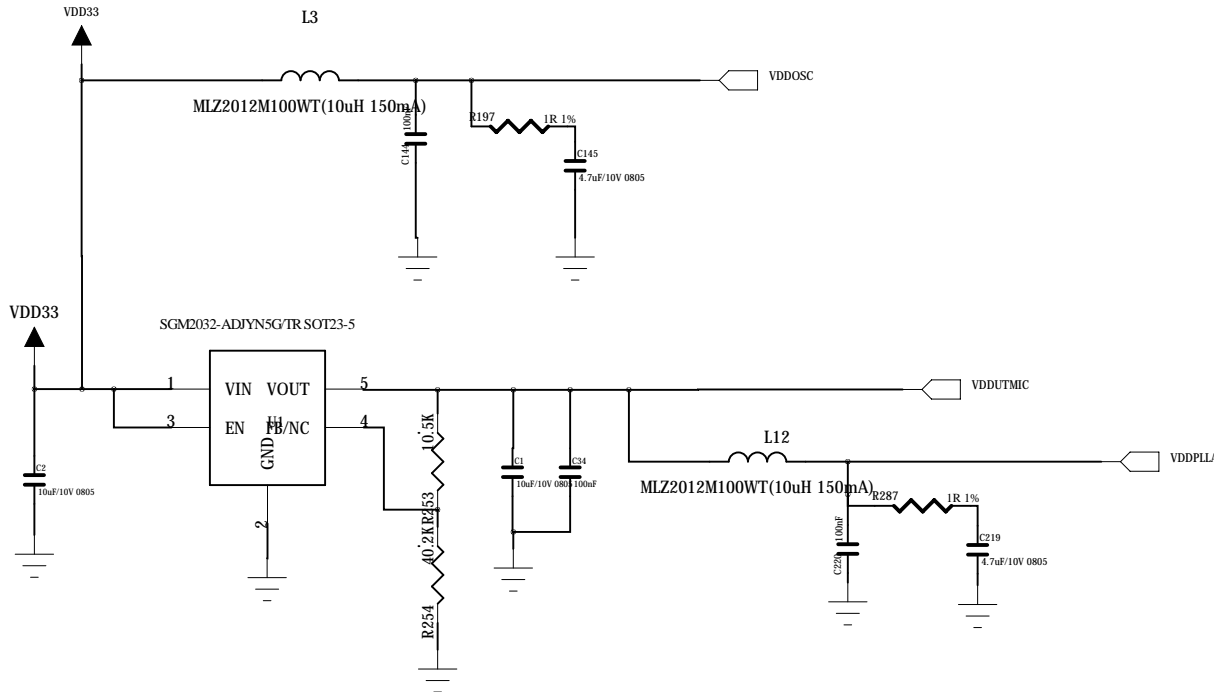 L3
VDD33
VDDOSC
MLZ2012M100WT(10uH 150mA)
100nF
C144
R197
1R 1%
C145
4.7uF/10V 0805
VDD33
SGM2032-ADJYN5G/TR SOT23-5
1
VIN
VOUT
5
VDDUTMIC
3
EN
U1
FB/NC
4
GND
2
C2
10uF/10V 0805
10.5K
R253
40.2K
R254
C1
10uF/10V 0805
C34
100nF
L12
VDDPLLA
MLZ2012M100WT(10uH 150mA)
R287
1R 1%
100nF
C220
C219
4.7uF/10V 0805